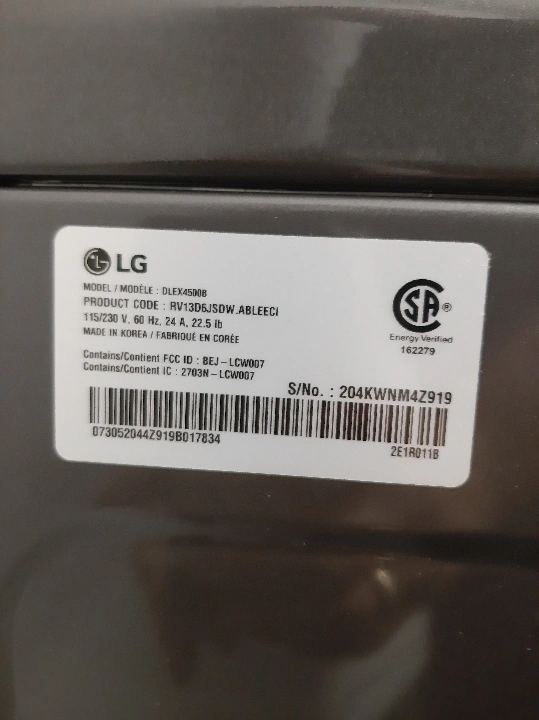 LG
MODEL / MODÈLE : DLEX4500B
PRODUCT CODE : RV13D6JSDW.ABLEECI
115/230 V, 60 Hz, 24 A, 22.5 lb
MADE IN KOREA / FABRIQUÉ EN CORÉE
Contains/Contient FCC ID : BEJ-LCW007
Contains/Contient IC : 2703N-LCW007
SA®
Energy Verified
162279
S/No. : 204KWNM4Z919
073052044Z919B017834
2E1R011B